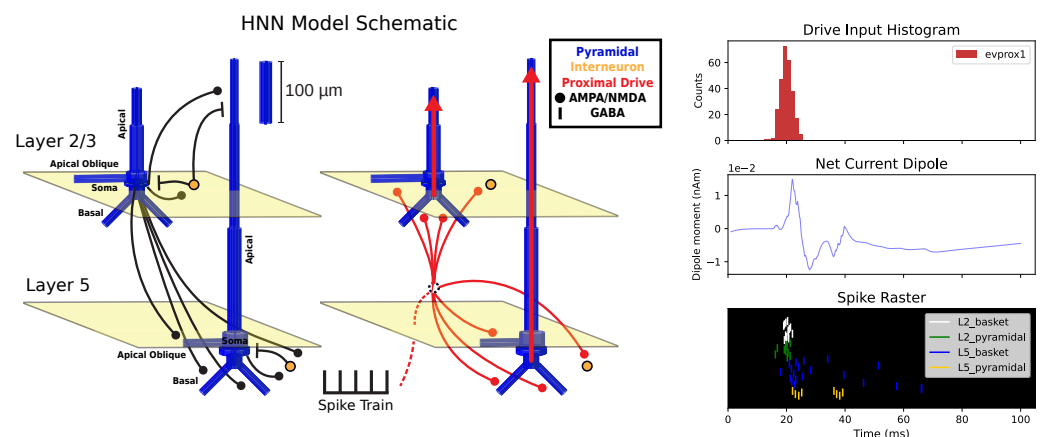 HNN Model Schematic
Pyramidal
Interneuron
Proximal Drive
AMPA/NMDA
GABA
100 µm
Layer 2/3
Apical
Apical Oblique
Soma
Basal
Apical
Layer 5
Soma
Apical Oblique
Basal
Spike Train
Drive Input Histogram
evprox1
Counts
60
40
20
0
Net Current Dipole
1e−2
Dipole moment (nAm)
1
0
−1
Spike Raster
L2_basket
L2_pyramidal
L5_basket
L5_pyramidal
0 20 40 60 80 100
Time (ms)